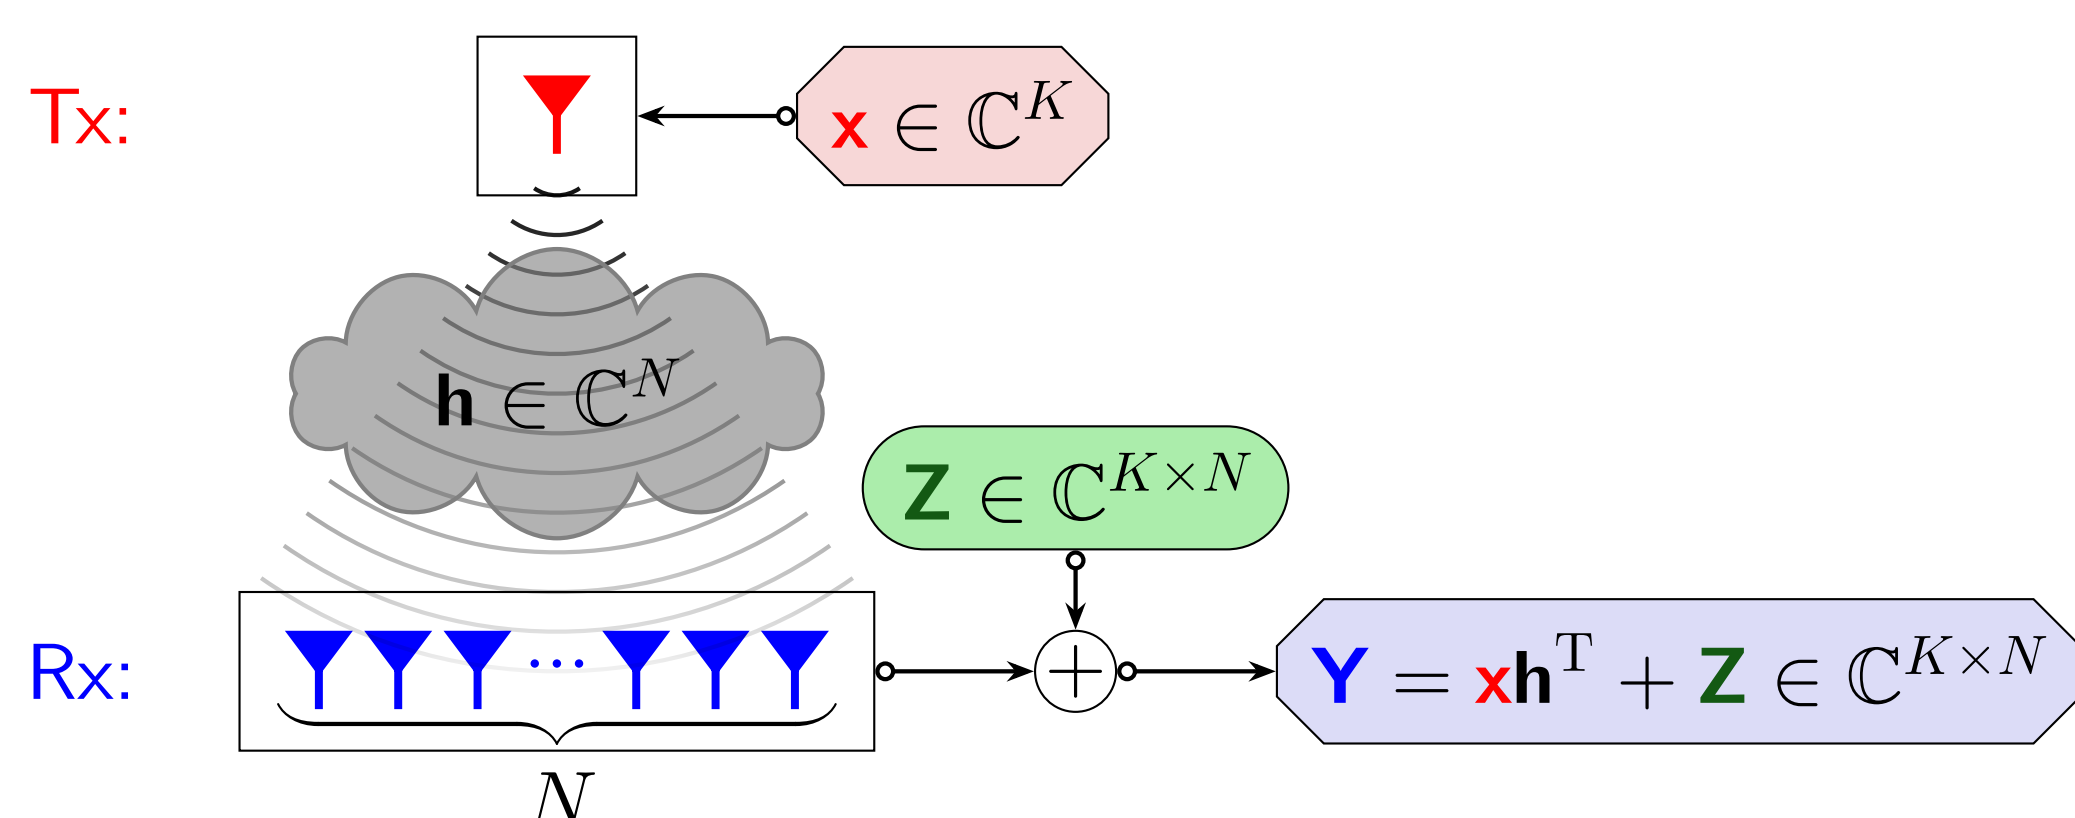 Tx:
x ∈ ℂ^K
h ∈ ℂ^N
Z ∈ ℂ^{K×N}
Rx:
...
Y = xh^T + Z ∈ ℂ^{K×N}
N